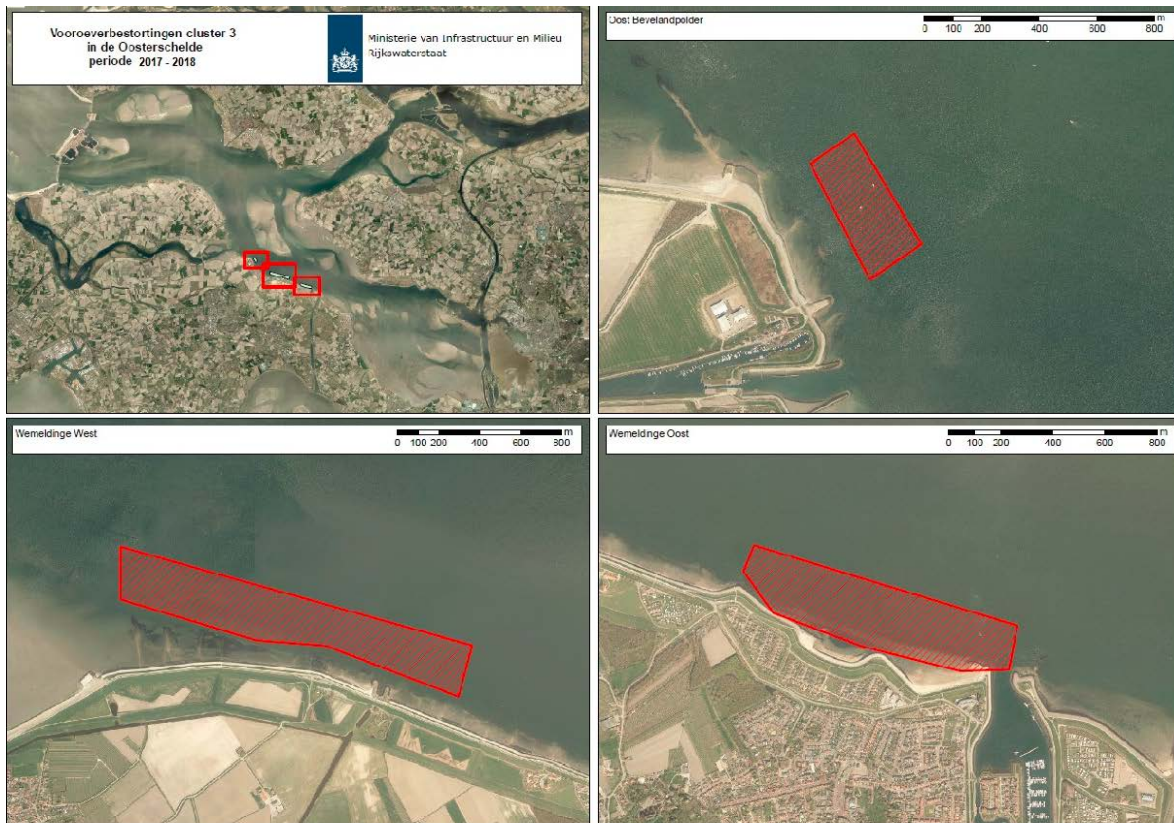 Vooroeverbestortingen cluster 3
in de Oosterschelde
periode 2017 - 2018
Ministerie van Infrastructuur en Milieu
Rijkswaterstaat
Oost Bevelandpolder
0 100 200 400 600 800 m
Wemeldinge West
0 100 200 400 600 800 m
Wemeldinge Oost
0 100 200 400 600 800 m